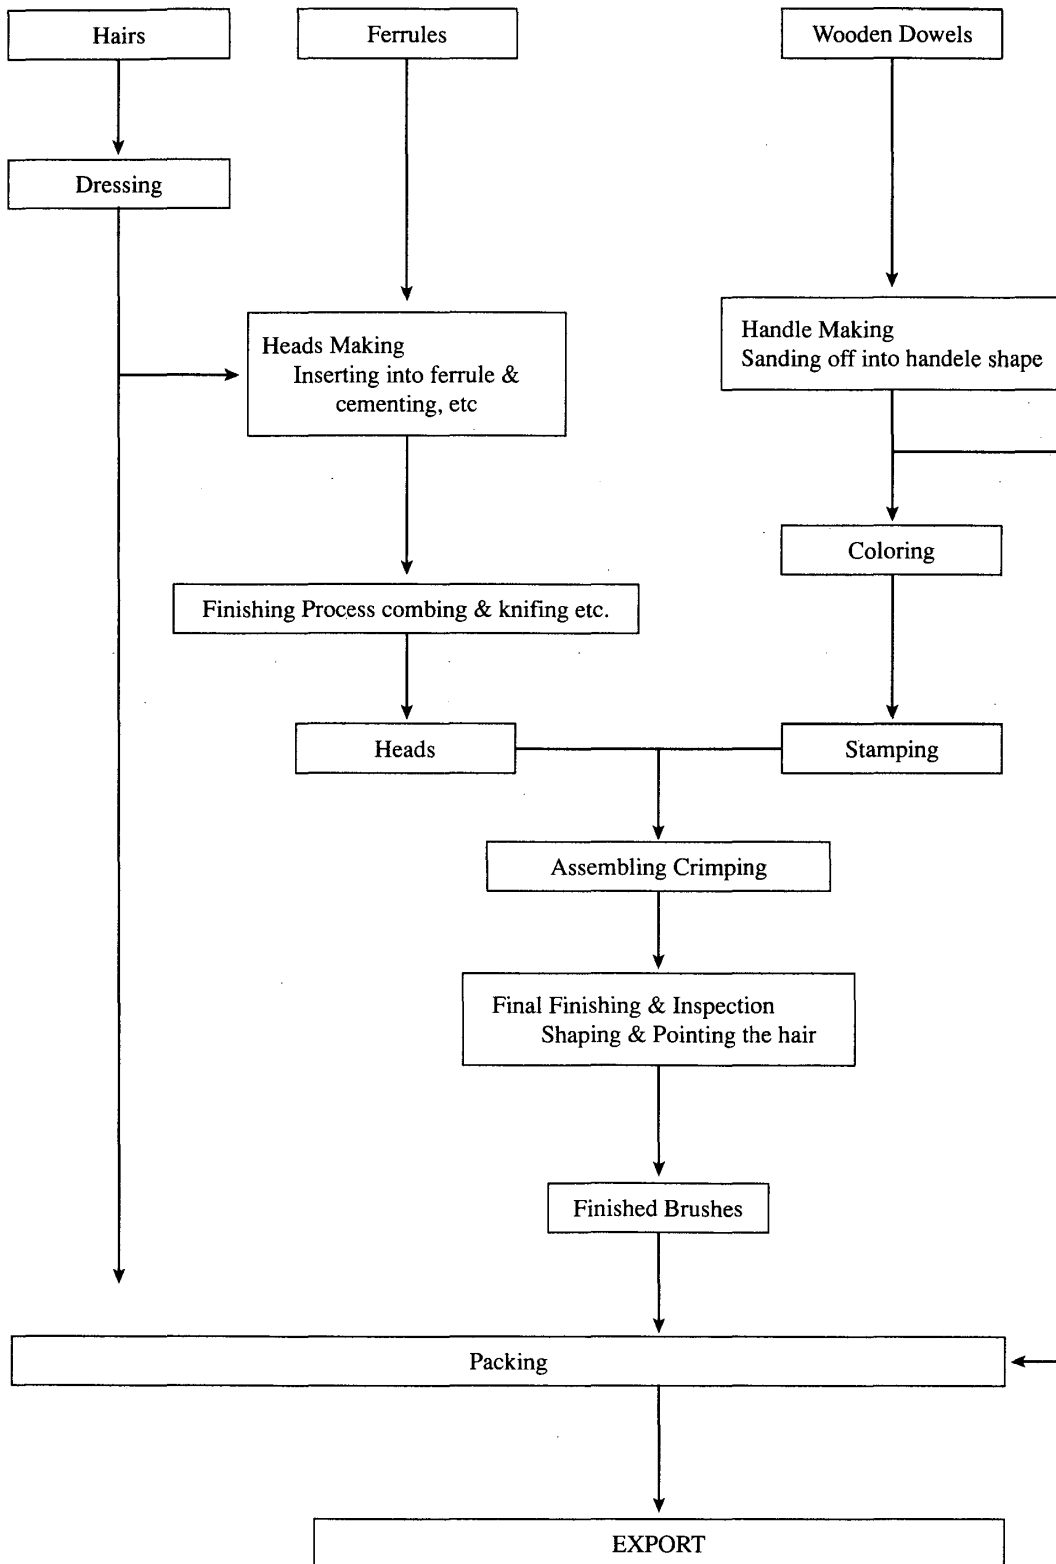 Hairs
Ferrules
Wooden Dowels
Dressing
Heads Making
Inserting into ferrule &
cementing, etc
Handle Making
Sanding off into handele shape
Coloring
Finishing Process combing & knifing etc.
Heads
Stamping
Assembling Crimping
Final Finishing & Inspection
Shaping & Pointing the hair
Finished Brushes
Packing
EXPORT